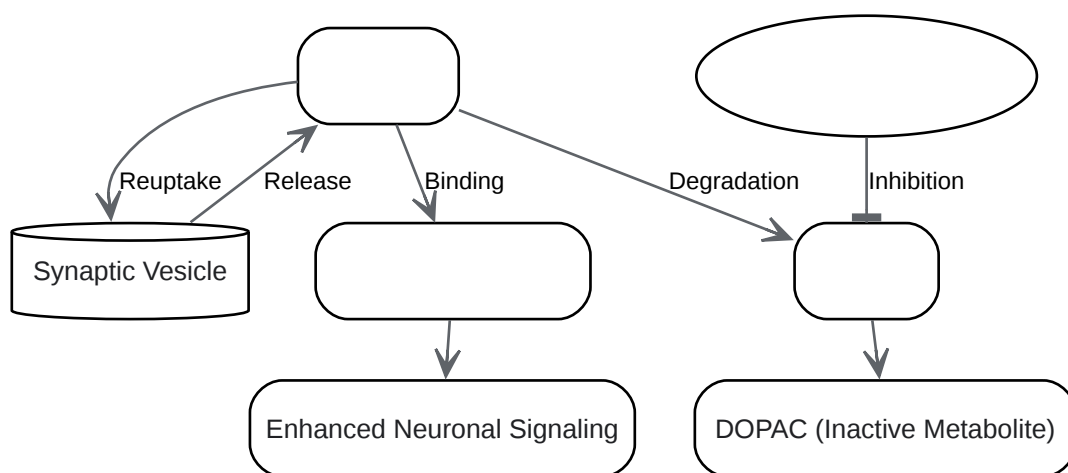 Reuptake
Release
Binding
Degradation
Inhibition
Synaptic Vesicle
Enhanced Neuronal Signaling
DOPAC (Inactive Metabolite)